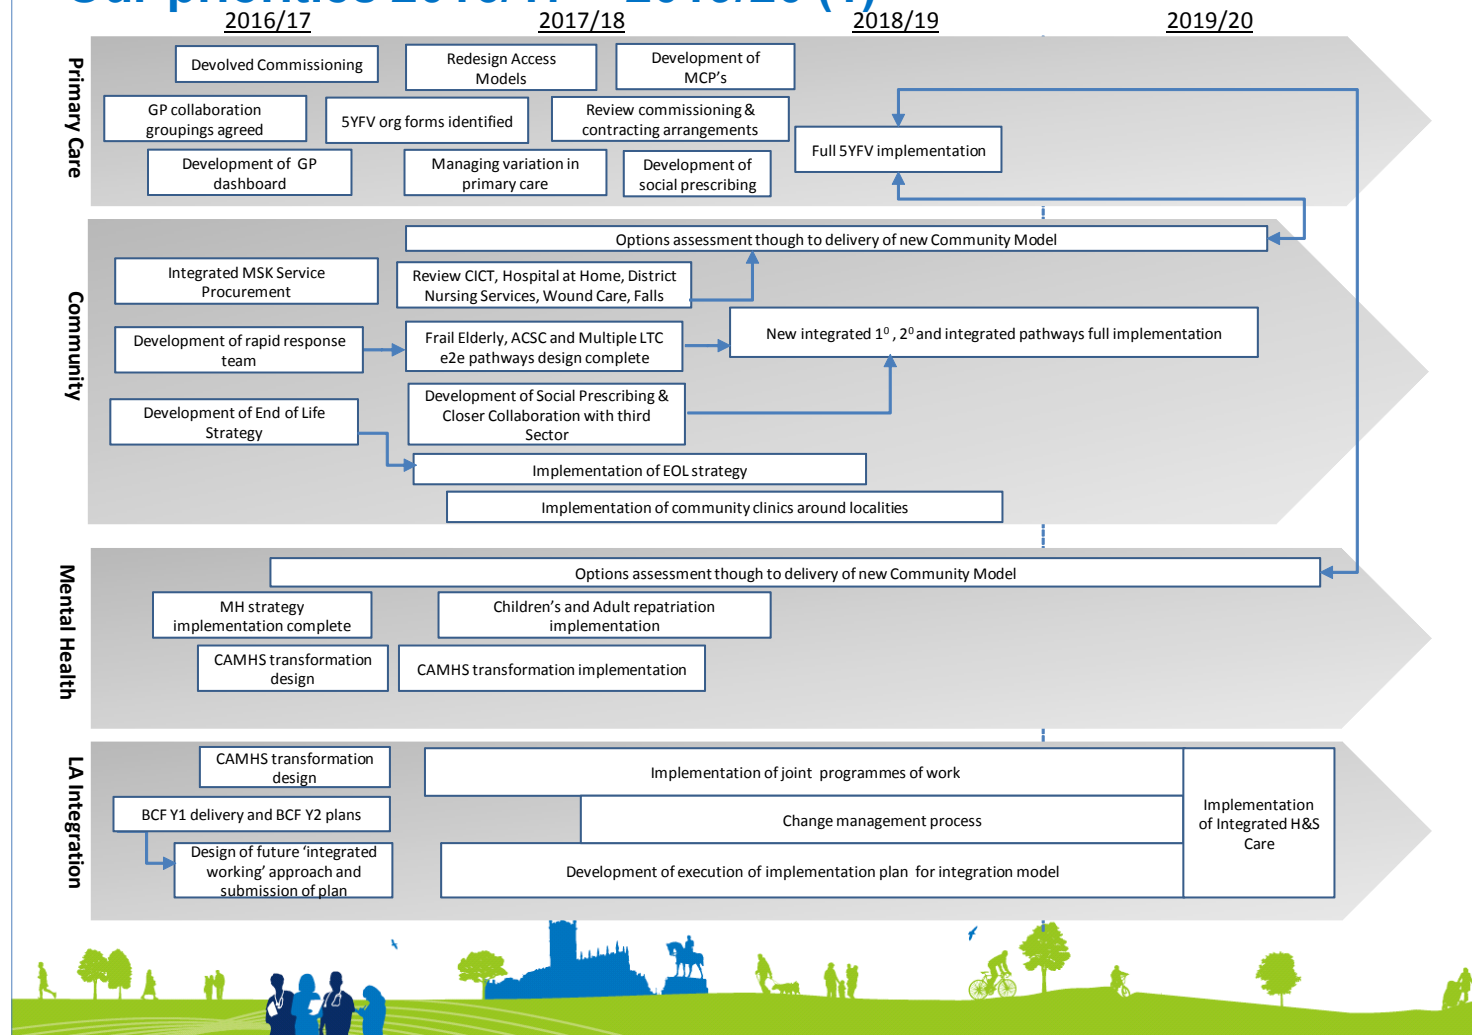 Our priorities 2016/17 – 2019/20 (1)
2016/17
2017/18
2018/19
2019/20
Primary Care
Devolved Commissioning
Redesign Access
Models
Development of
MCP's
GP collaboration
groupings agreed
5YFV org forms identified
Review commissioning &
contracting arrangements
Full 5YFV implementation
Development of GP
dashboard
Managing variation in
primary care
Development of
social prescribing
Community
Options assessment though to delivery of new Community Model
Integrated MSK Service
Procurement
Review CICT, Hospital at Home, District
Nursing Services, Wound Care, Falls
Development of rapid response
team
Frail Elderly, ACSC and Multiple LTC
e2e pathways design complete
New integrated 1⁰ , 2⁰ and integrated pathways full implementation
Development of End of Life
Strategy
Development of Social Prescribing &
Closer Collaboration with third
Sector
Implementation of EOL strategy
Implementation of community clinics around localities
Mental Health
Options assessment though to delivery of new Community Model
MH strategy
implementation complete
Children's and Adult repatriation
implementation
CAMHS transformation
design
CAMHS transformation implementation
LA Integration
CAMHS transformation
design
Implementation of joint programmes of work
BCF Y1 delivery and BCF Y2 plans
Change management process
Implementation
of Integrated H&S
Care
Design of future 'integrated
working' approach and
submission of plan
Development of execution of implementation plan for integration model